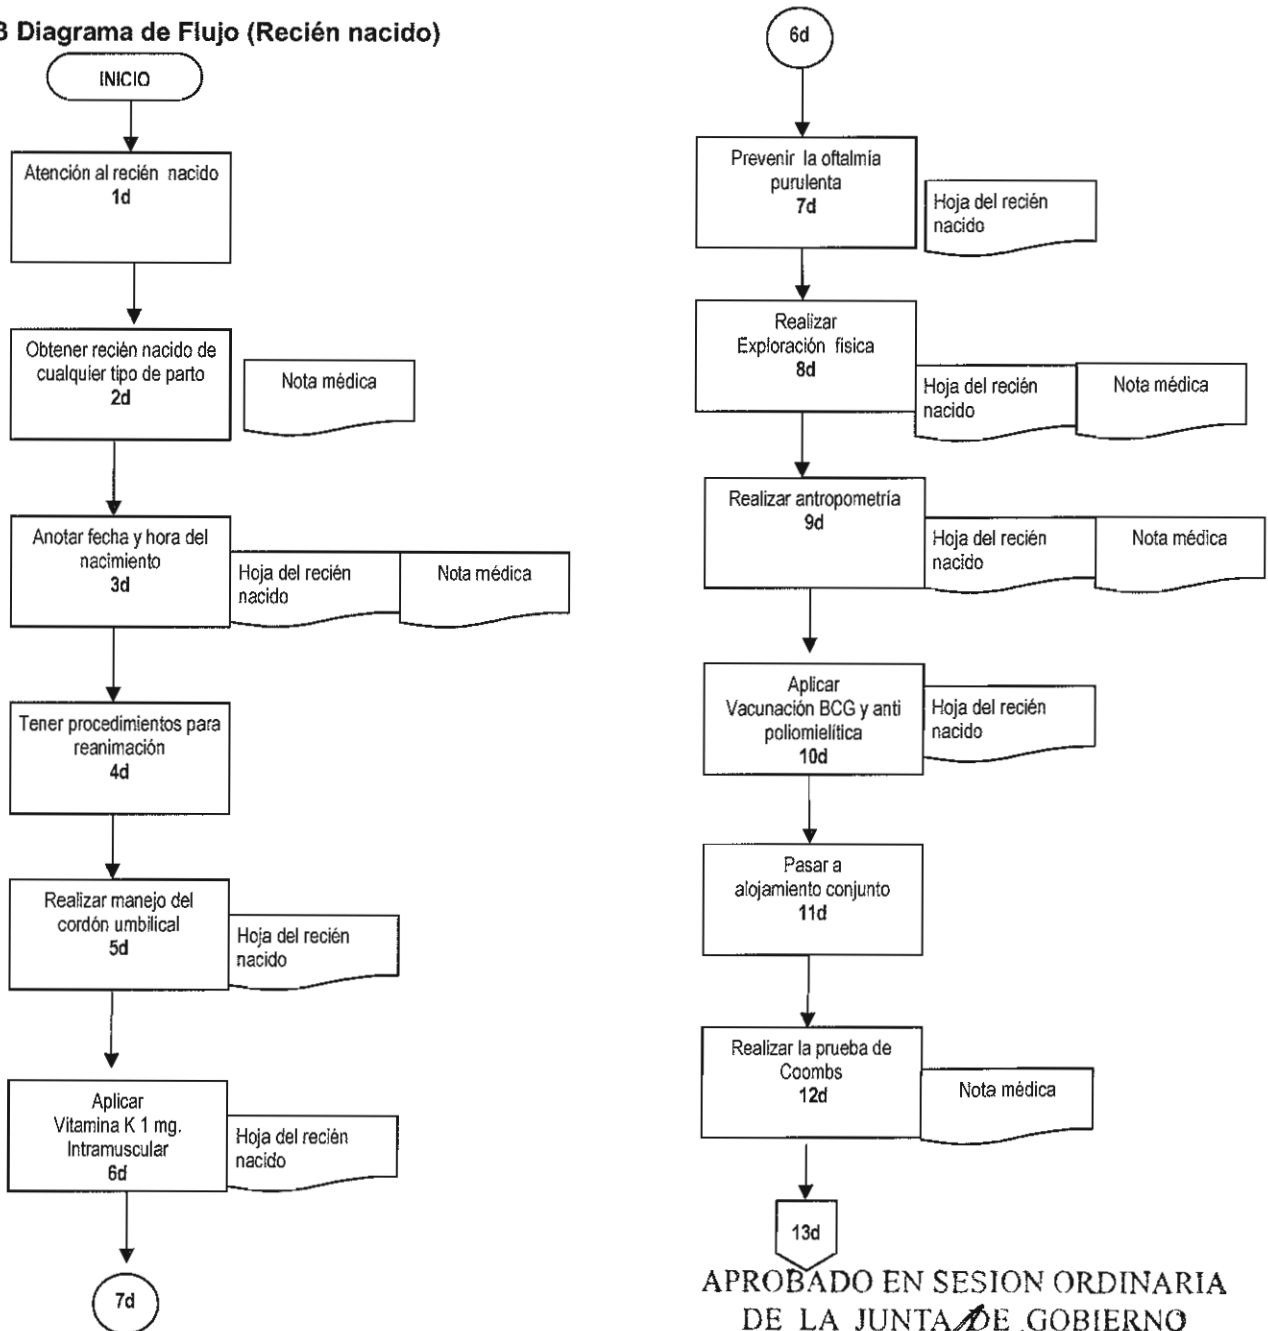 3 Diagrama de Flujo (Recién nacido)
INICIO
Atención al recién nacido
1d
Obtener recién nacido de
cualquier tipo de parto
2d
Nota médica
Anotar fecha y hora del
nacimiento
3d
Hoja del recién
nacido
Nota médica
Tener procedimientos para
reanimación
4d
Realizar manejo del
cordón umbilical
5d
Hoja del recién
nacido
Aplicar
Vitamina K 1 mg.
Intramuscular
6d
Hoja del recién
nacido
7d
6d
Prevenir la oftalmía
purulenta
7d
Hoja del recién
nacido
Realizar
Exploración física
8d
Hoja del recién
nacido
Nota médica
Realizar antropometría
9d
Hoja del recién
nacido
Nota médica
Aplicar
Vacunación BCG y anti
poliomielítica
10d
Hoja del recién
nacido
Pasar a
alojamiento conjunto
11d
Realizar la prueba de
Coombs
12d
Nota médica
13d
APROBADO EN SESION ORDINARIA
DE LA JUNTA DE GOBIERNO